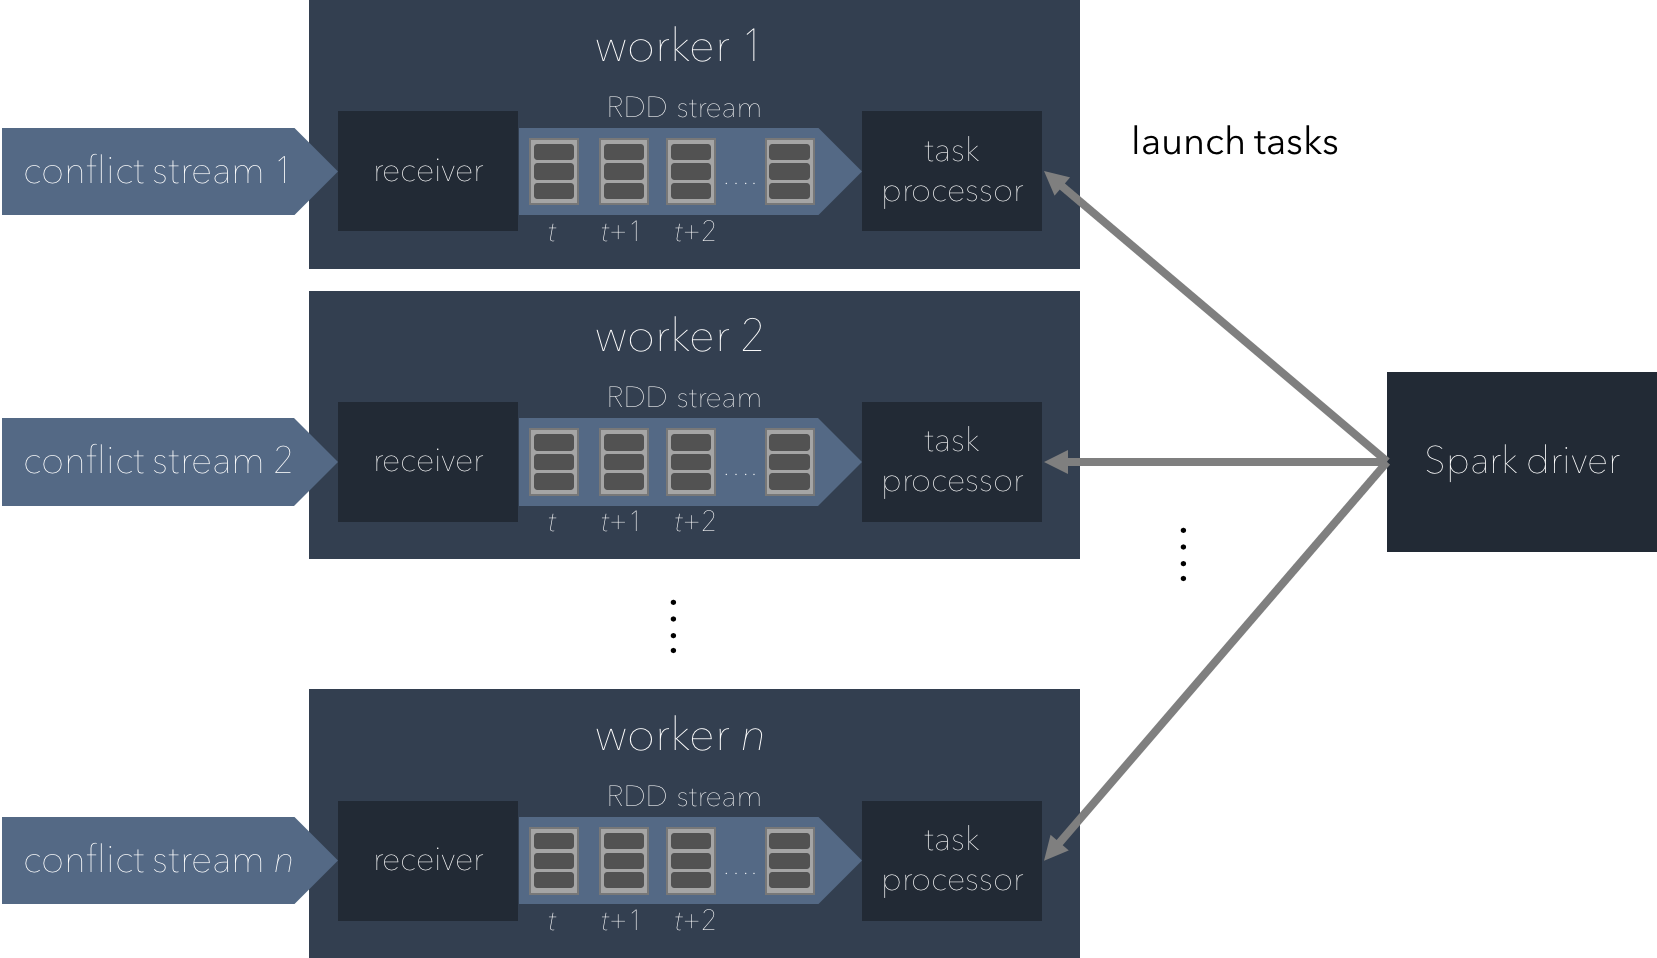 worker 1
RDD stream
conflict stream 1
receiver
....
task
processor
t
t+1
t+2
launch tasks
worker 2
RDD stream
conflict stream 2
receiver
....
task
processor
t
t+1
t+2
Spark driver
worker n
RDD stream
conflict stream n
receiver
....
task
processor
t
t+1
t+2